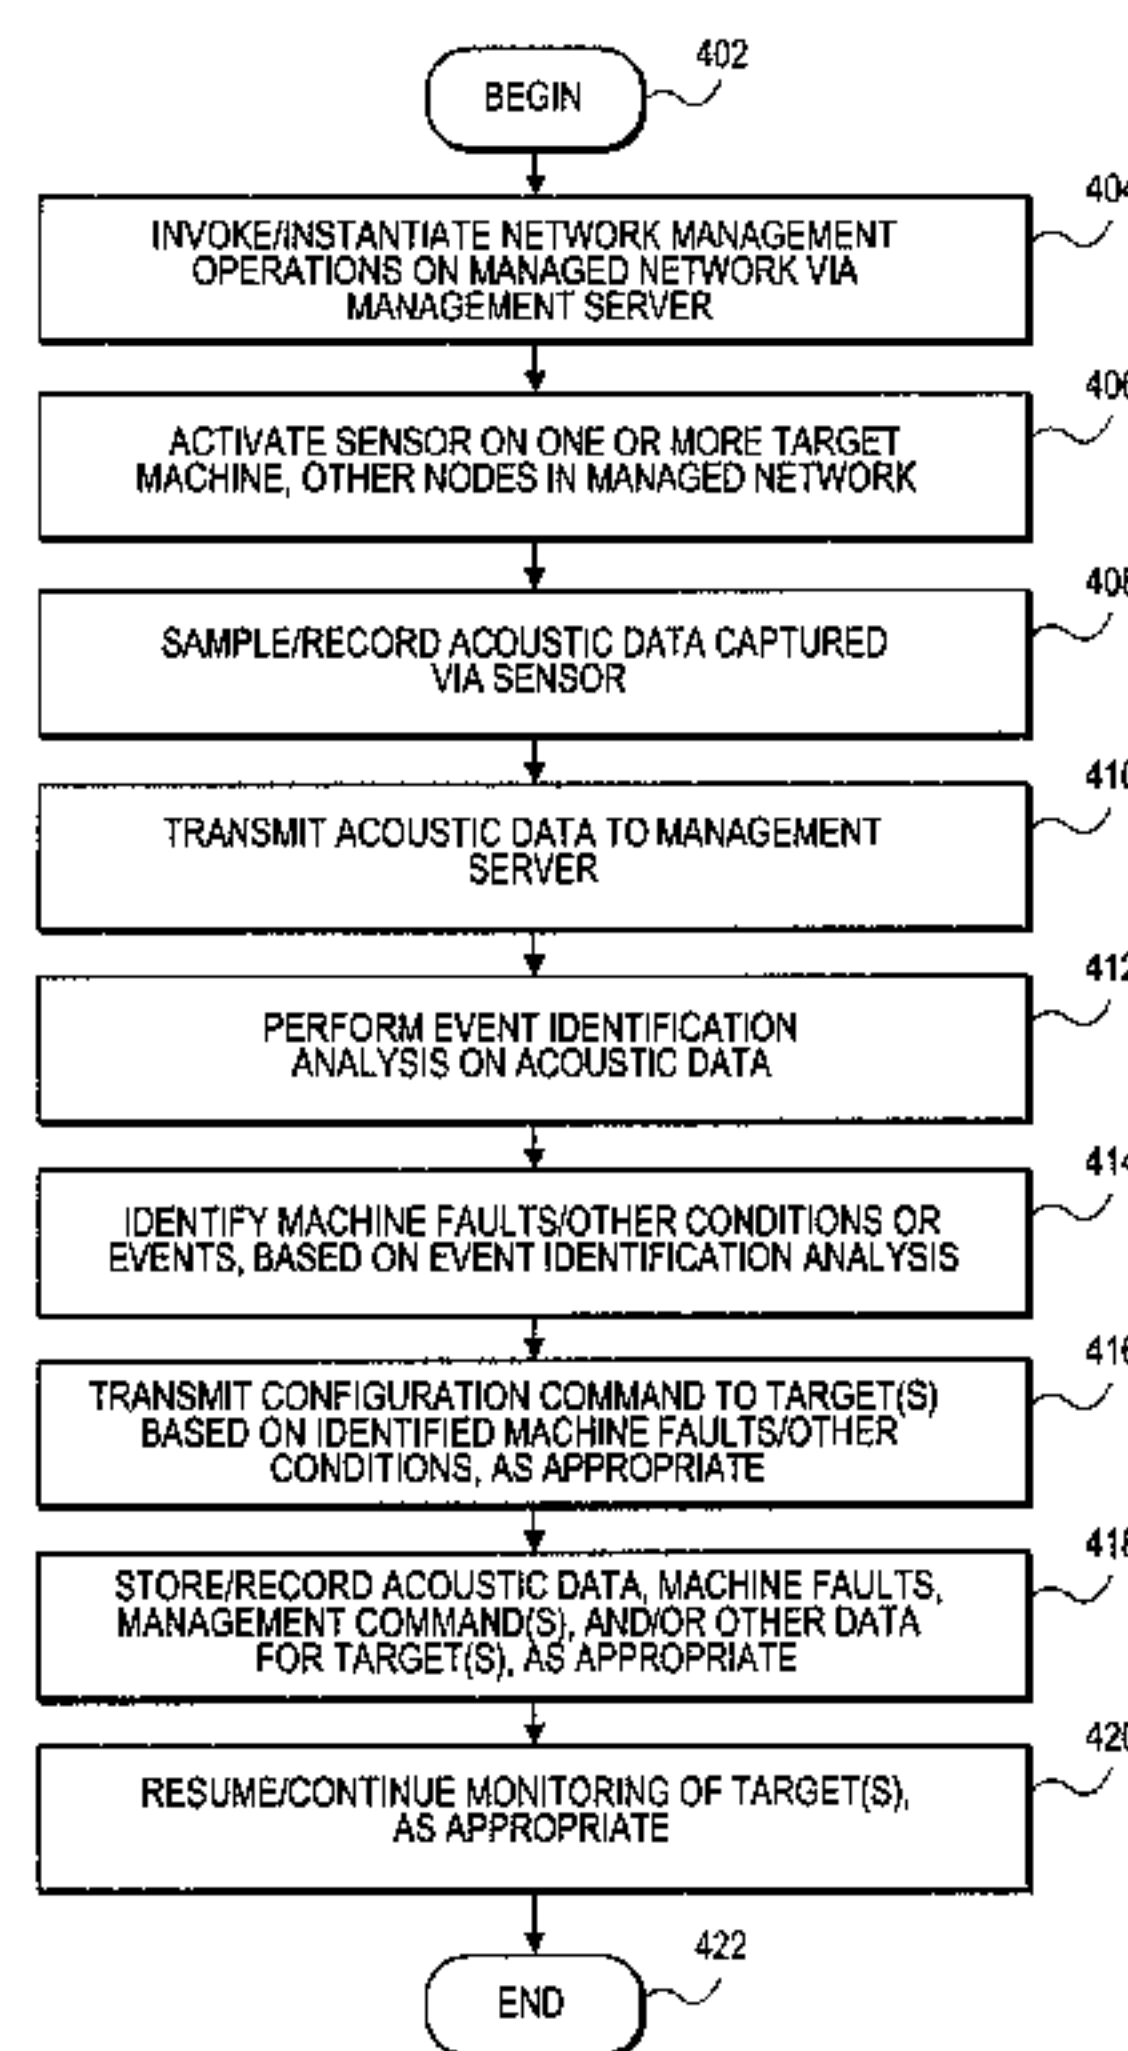 402
BEGIN
404
INVOKE/INSTANTIATE NETWORK MANAGEMENT
OPERATIONS ON MANAGED NETWORK VIA
MANAGEMENT SERVER
406
ACTIVATE SENSOR ON ONE OR MORE TARGET
MACHINE, OTHER NODES IN MANAGED NETWORK
408
SAMPLE/RECORD ACOUSTIC DATA CAPTURED
VIA SENSOR
410
TRANSMIT ACOUSTIC DATA TO MANAGEMENT
SERVER
412
PERFORM EVENT IDENTIFICATION
ANALYSIS ON ACOUSTIC DATA
414
IDENTIFY MACHINE FAULTS/OTHER CONDITIONS OR
EVENTS, BASED ON EVENT IDENTIFICATION ANALYSIS
416
TRANSMIT CONFIGURATION COMMAND TO TARGET(S)
BASED ON IDENTIFIED MACHINE FAULTS/OTHER
CONDITIONS, AS APPROPRIATE
418
STORE/RECORD ACOUSTIC DATA, MACHINE FAULTS,
MANAGEMENT COMMAND(S), AND/OR OTHER DATA
FOR TARGET(S), AS APPROPRIATE
420
RESUME/CONTINUE MONITORING OF TARGET(S),
AS APPROPRIATE
422
END